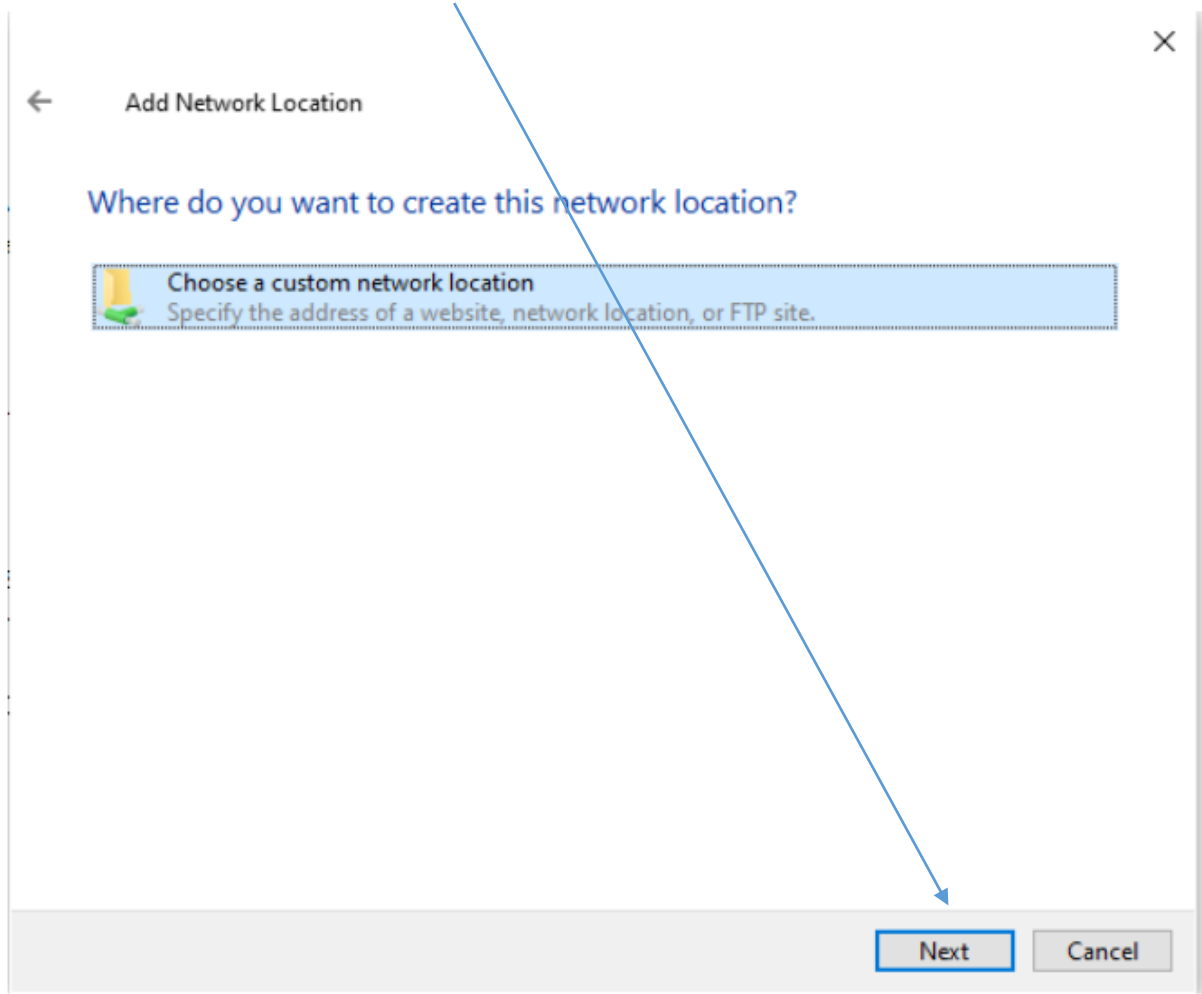 Add Network Location
Where do you want to create this network location?
Choose a custom network location
Specify the address of a website, network location, or FTP site.
Next Cancel